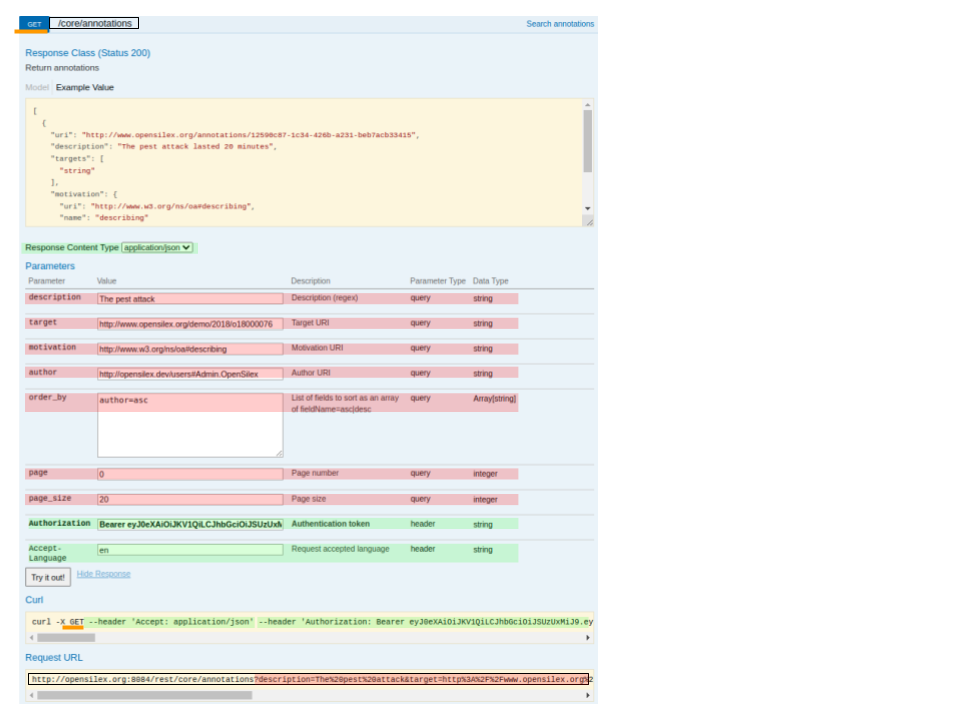 GET /core/annotations Search annotations
Response Class (Status 200)
Return annotations
Model Example Value
[
{
"uri": "http://www.opensilex.org/annotations/12590c87-1c34-426b-a231-beb7acb33415",
"description": "The pest attack lasted 20 minutes",
"targets": [
"string"
],
"motivation": {
"uri": "http://www.w3.org/ns/oa#describing",
"name": "describing"
Response Content Type application/json
Parameters
Parameter Value Description Parameter Type Data Type
description The pest attack Description (regex) query string
target http://www.opensilex.org/demo/2018/o18000076 Target URI query string
motivation http://www.w3.org/ns/oa#describing Motivation URI query string
author http://opensilex.dev/users#Admin.OpenSilex Author URI query string
order_by author=asc List of fields to sort as an array query Array[string]
of fieldName=asc|desc
page 0 Page number query integer
page_size 20 Page size query integer
Authorization Bearer eyJ0eXAiOiJKV1QiLCJhbGciOiJSUzUxM Authentication token header string
Accept- en Request accepted language header string
Language
Try it out! Hide Response
Curl
curl -X GET --header 'Accept: application/json' --header 'Authorization: Bearer eyJ0eXAiOiJKV1QiLCJhbGciOiJSUzUxMiJ9.ey
Request URL
http://opensilex.org:8084/rest/core/annotations?description=The%20pest%20attack&target=http%3A%2F%2Fwww.opensilex.org%2